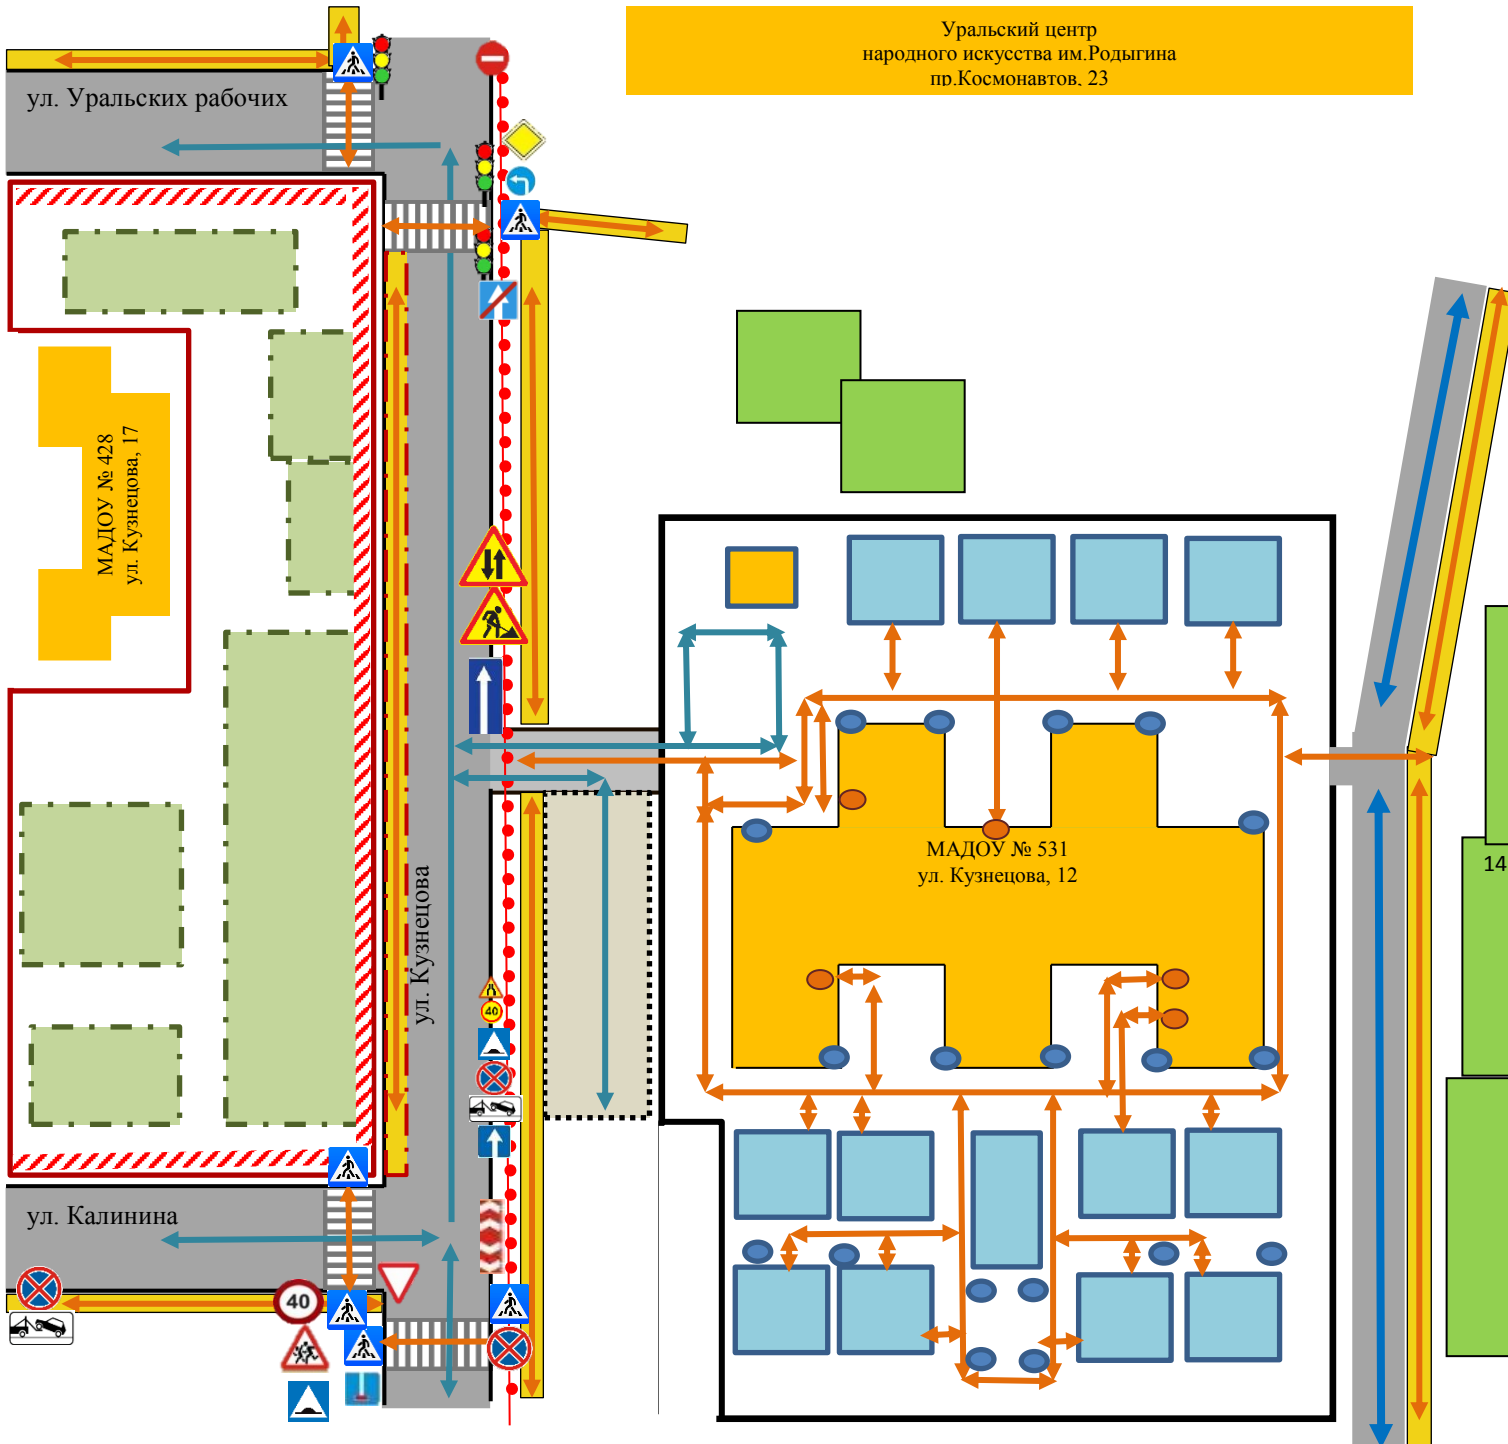 Уральский центр
народного искусства им.Родыгина
пр.Космонавтов, 23
ул. Уральских рабочих
МАДОУ № 428
ул. Кузнецова, 17
ул. Кузнецова
МАДОУ № 531
ул. Кузнецова, 12
14
40
ул. Калинина
40